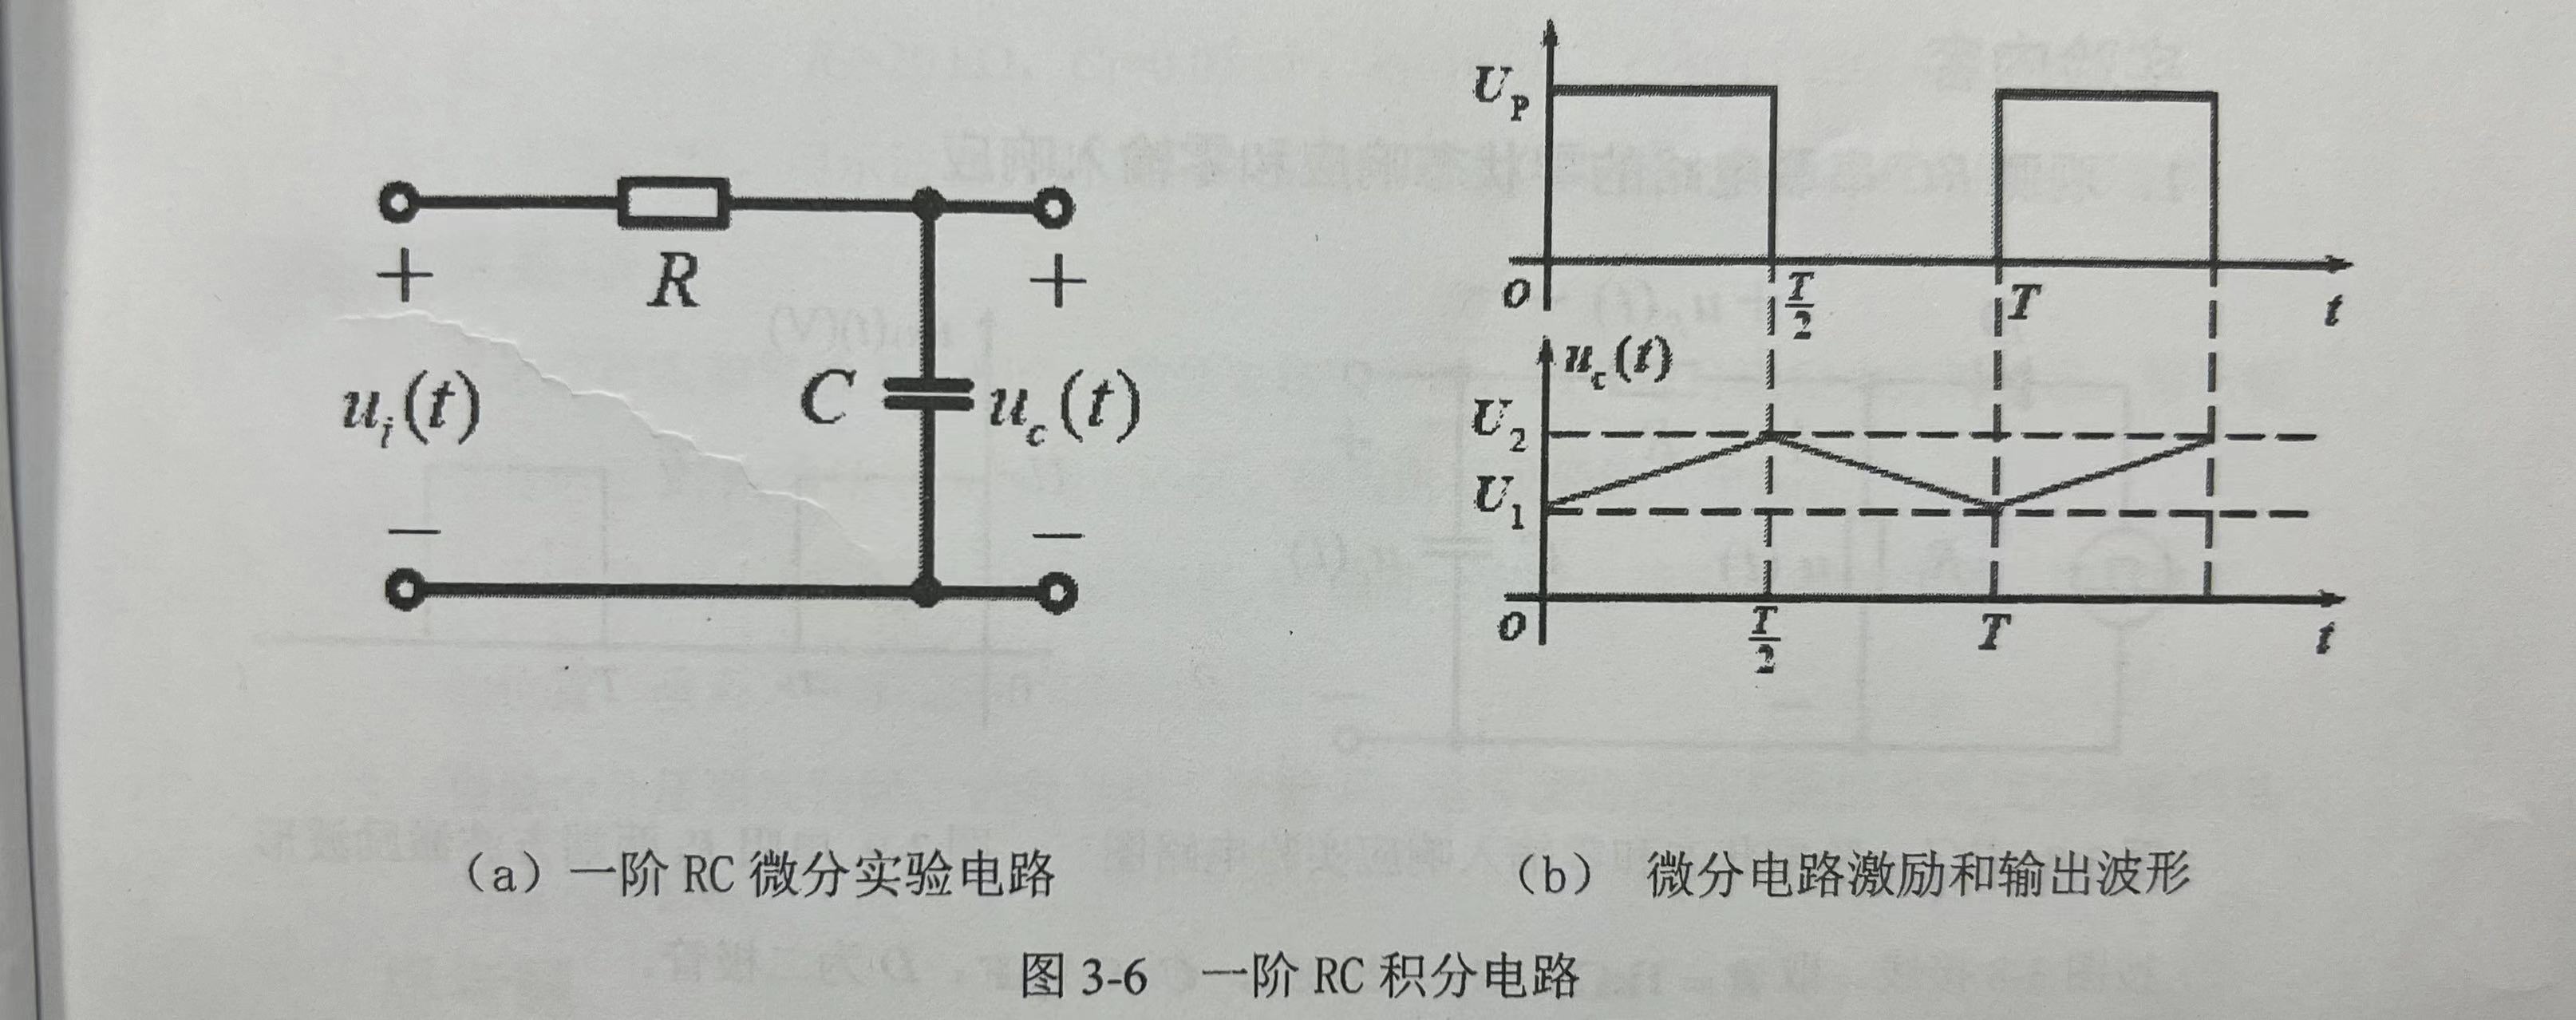 R
+
+
u_i(t)
C
u_c(t)
−
−
U_P
O
T/2
T
t
u_c(t)
U_2
U_1
O
T/2
T
t
（a）一阶 RC 微分实验电路
（b） 微分电路激励和输出波形
图 3-6 一阶 RC 积分电路